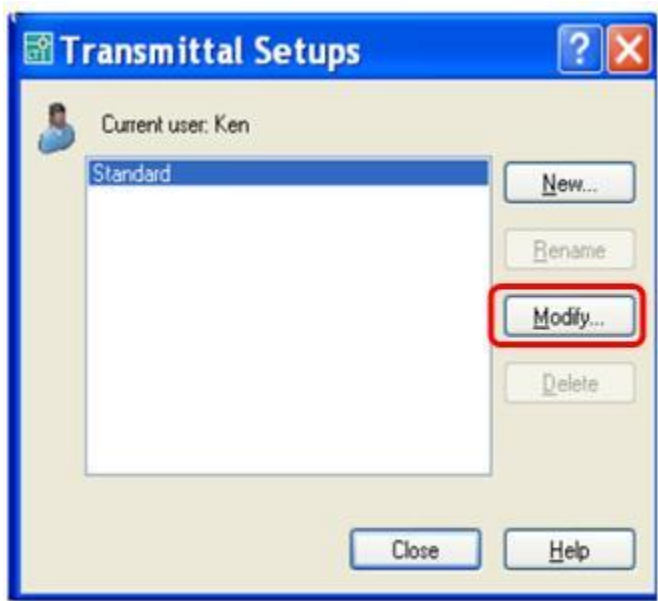 Transmittal Setups
Current user: Ken
Standard
New...
Rename
Modify...
Delete
Close
Help